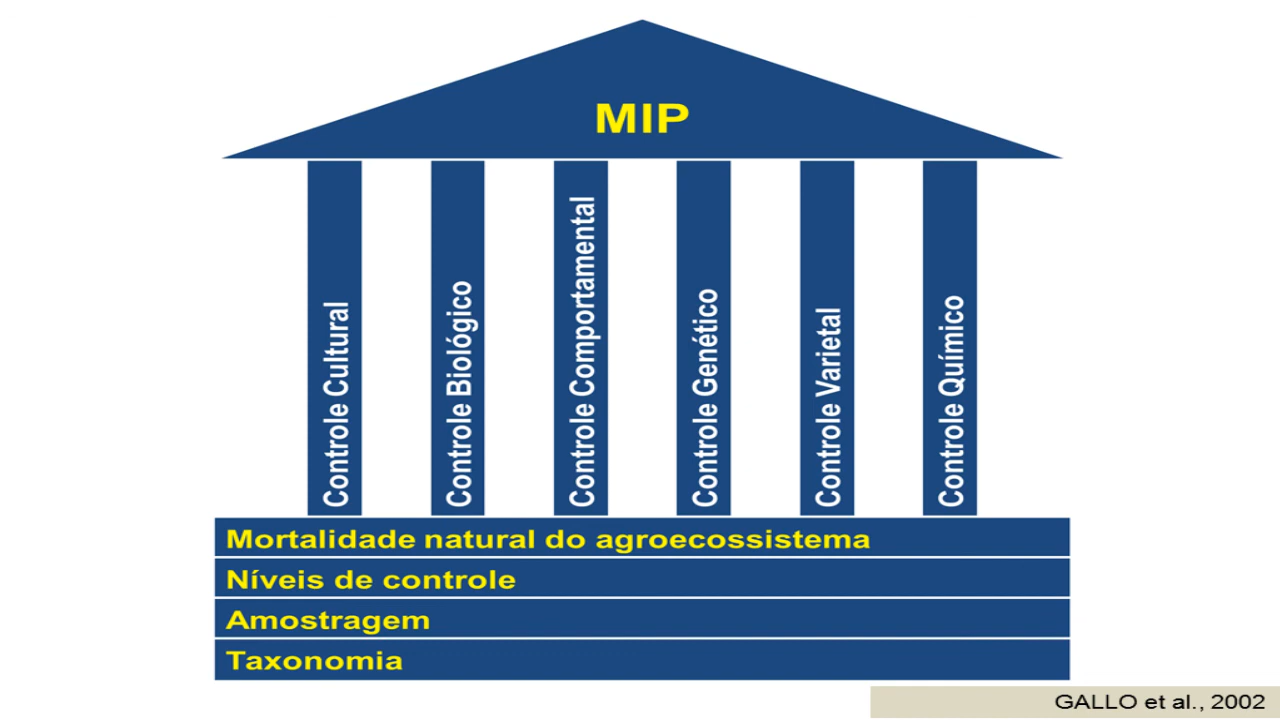 MIP
Controle Cultural
Controle Biológico
Controle Comportamental
Controle Genético
Controle Varietal
Controle Químico
Mortalidade natural do agroecossistema
Níveis de controle
Amostragem
Taxonomia
GALLO et al., 2002